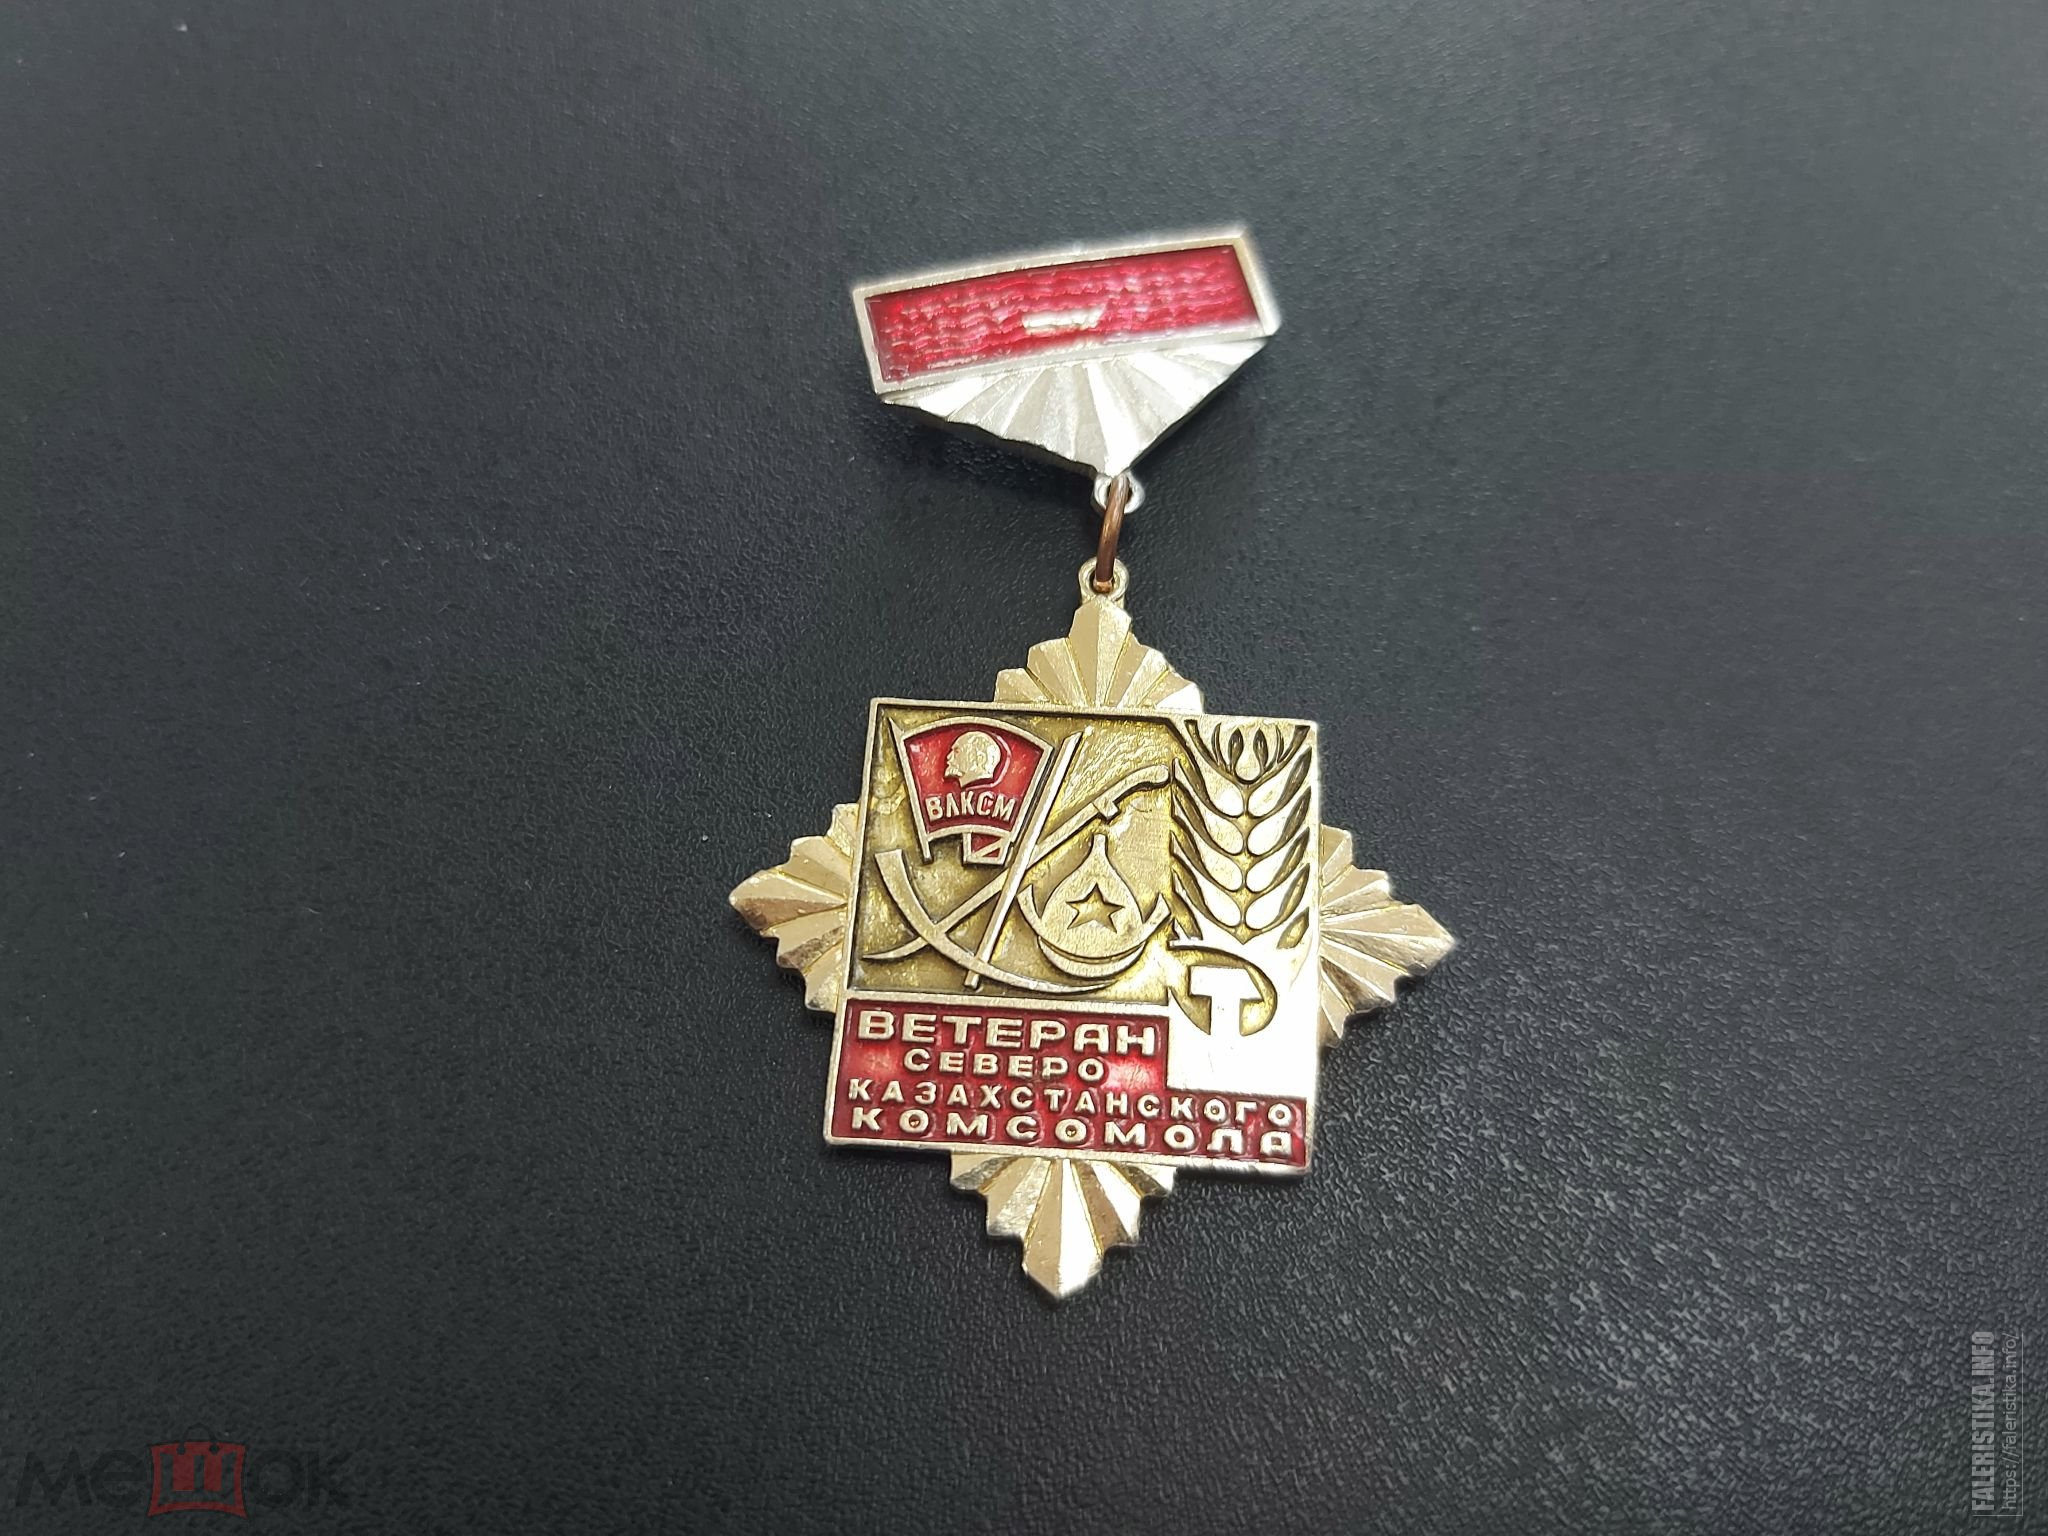 ВЛКСМ
ВЕТЕРАН
СЕВЕРО
КАЗАХСТАНСКОГО
КОМСОМОЛА
мешок
FALERISTIKA.INFO
https://faleristika.info/